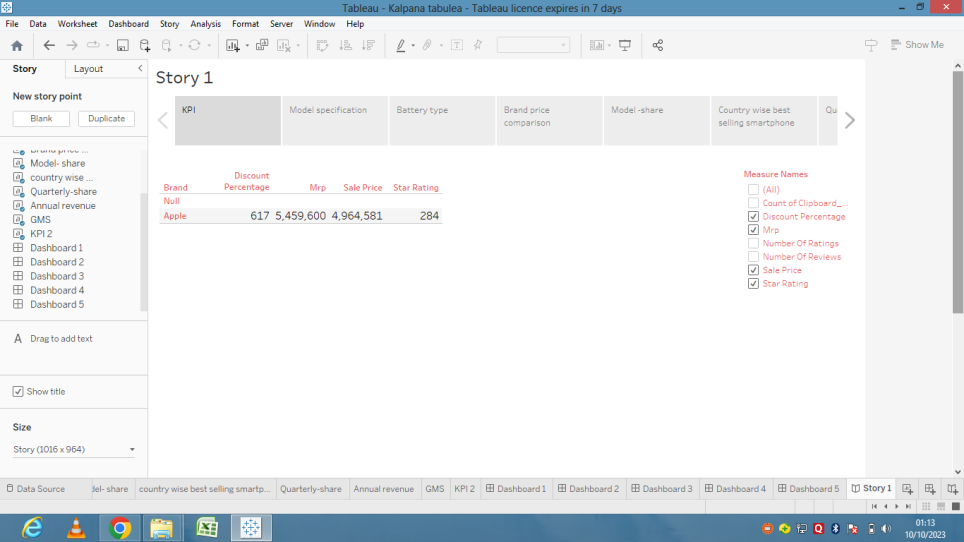 Tableau - Kalpana tabulea - Tableau licence expires in 7 days
File Data Worksheet Dashboard Story Analysis Format Server Window Help
Show Me
Story Layout
New story point
Blank Duplicate
Model- share
country wise ...
Quarterly-share
Annual revenue
GMS
KPI 2
Dashboard 1
Dashboard 2
Dashboard 3
Dashboard 4
Dashboard 5
A Drag to add text
Show title
Size
Story (1016 x 964)
Story 1
KPI
Model specification
Battery type
Brand price
comparison
Model -share
Country wise best
selling smartphone
Qu
Discount
Brand Percentage Mrp Sale Price Star Rating
Null
Apple 617 5,459,600 4,964,581 284
Measure Names
(All)
Count of Clipboard_...
Discount Percentage
Mrp
Number Of Ratings
Number Of Reviews
Sale Price
Star Rating
Data Source del- share country wise best selling smartp... Quarterly-share Annual revenue GMS KPI 2 Dashboard 1 Dashboard 2 Dashboard 3 Dashboard 4 Dashboard 5 Story 1
01:13
10/10/2023